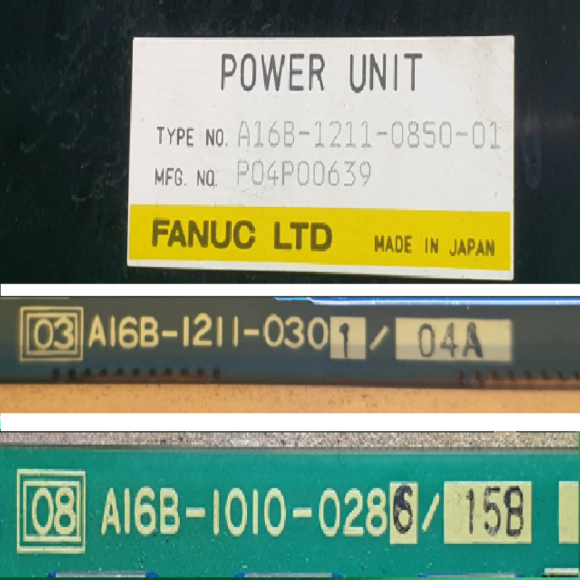 POWER UNIT
TYPE NO. A16B-1211-0850-01
MFG. NO. P04P00639
FANUC LTD MADE IN JAPAN
03 A16B-1211-0301/04A
08 A16B-1010-0286/15B